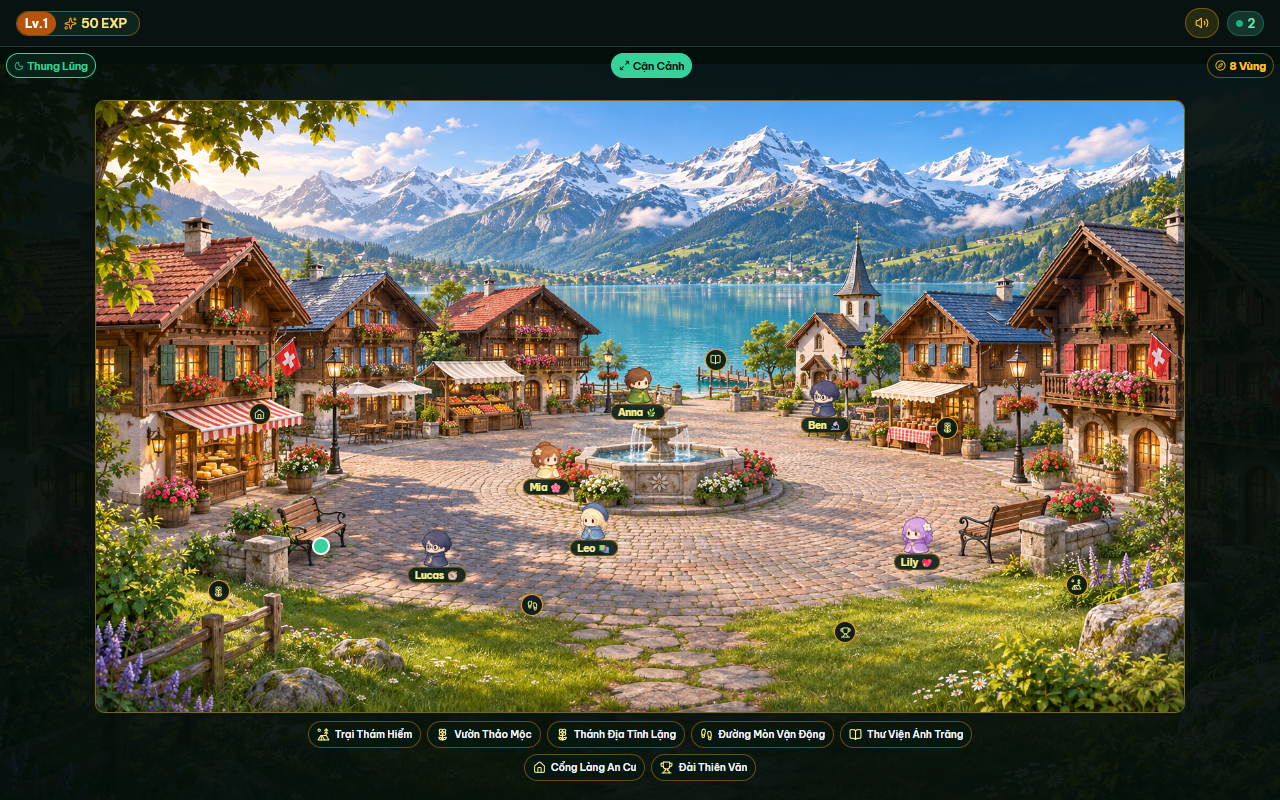 Lv.1 50 EXP
2
Thung Lũng
Cận Cảnh
8 Vùng
Anna
Ben
Mia
Leo
Lucas
Lily
Trại Thám Hiểm
Vườn Thảo Mộc
Thánh Địa Tĩnh Lặng
Đường Mòn Vận Động
Thư Viện Ánh Trăng
Cổng Làng An Cư
Đài Thiên Văn